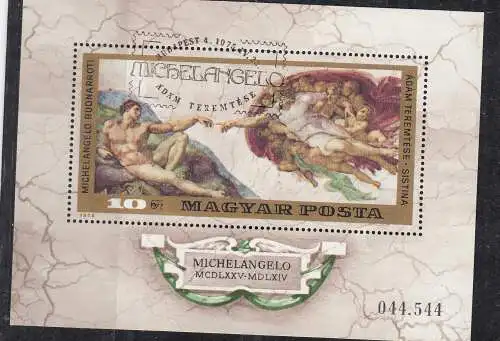 BUDAPEST 4. 1975
MICHELANGELO
ÁDÁM TEREMTÉSE
MICHELANGELO BUONARROTI
ÁDÁM TEREMTÉSE - SISTINA
10 Ft
MAGYAR POSTA
MICHELANGELO
MCDLXXV-MDLXIV
044.544